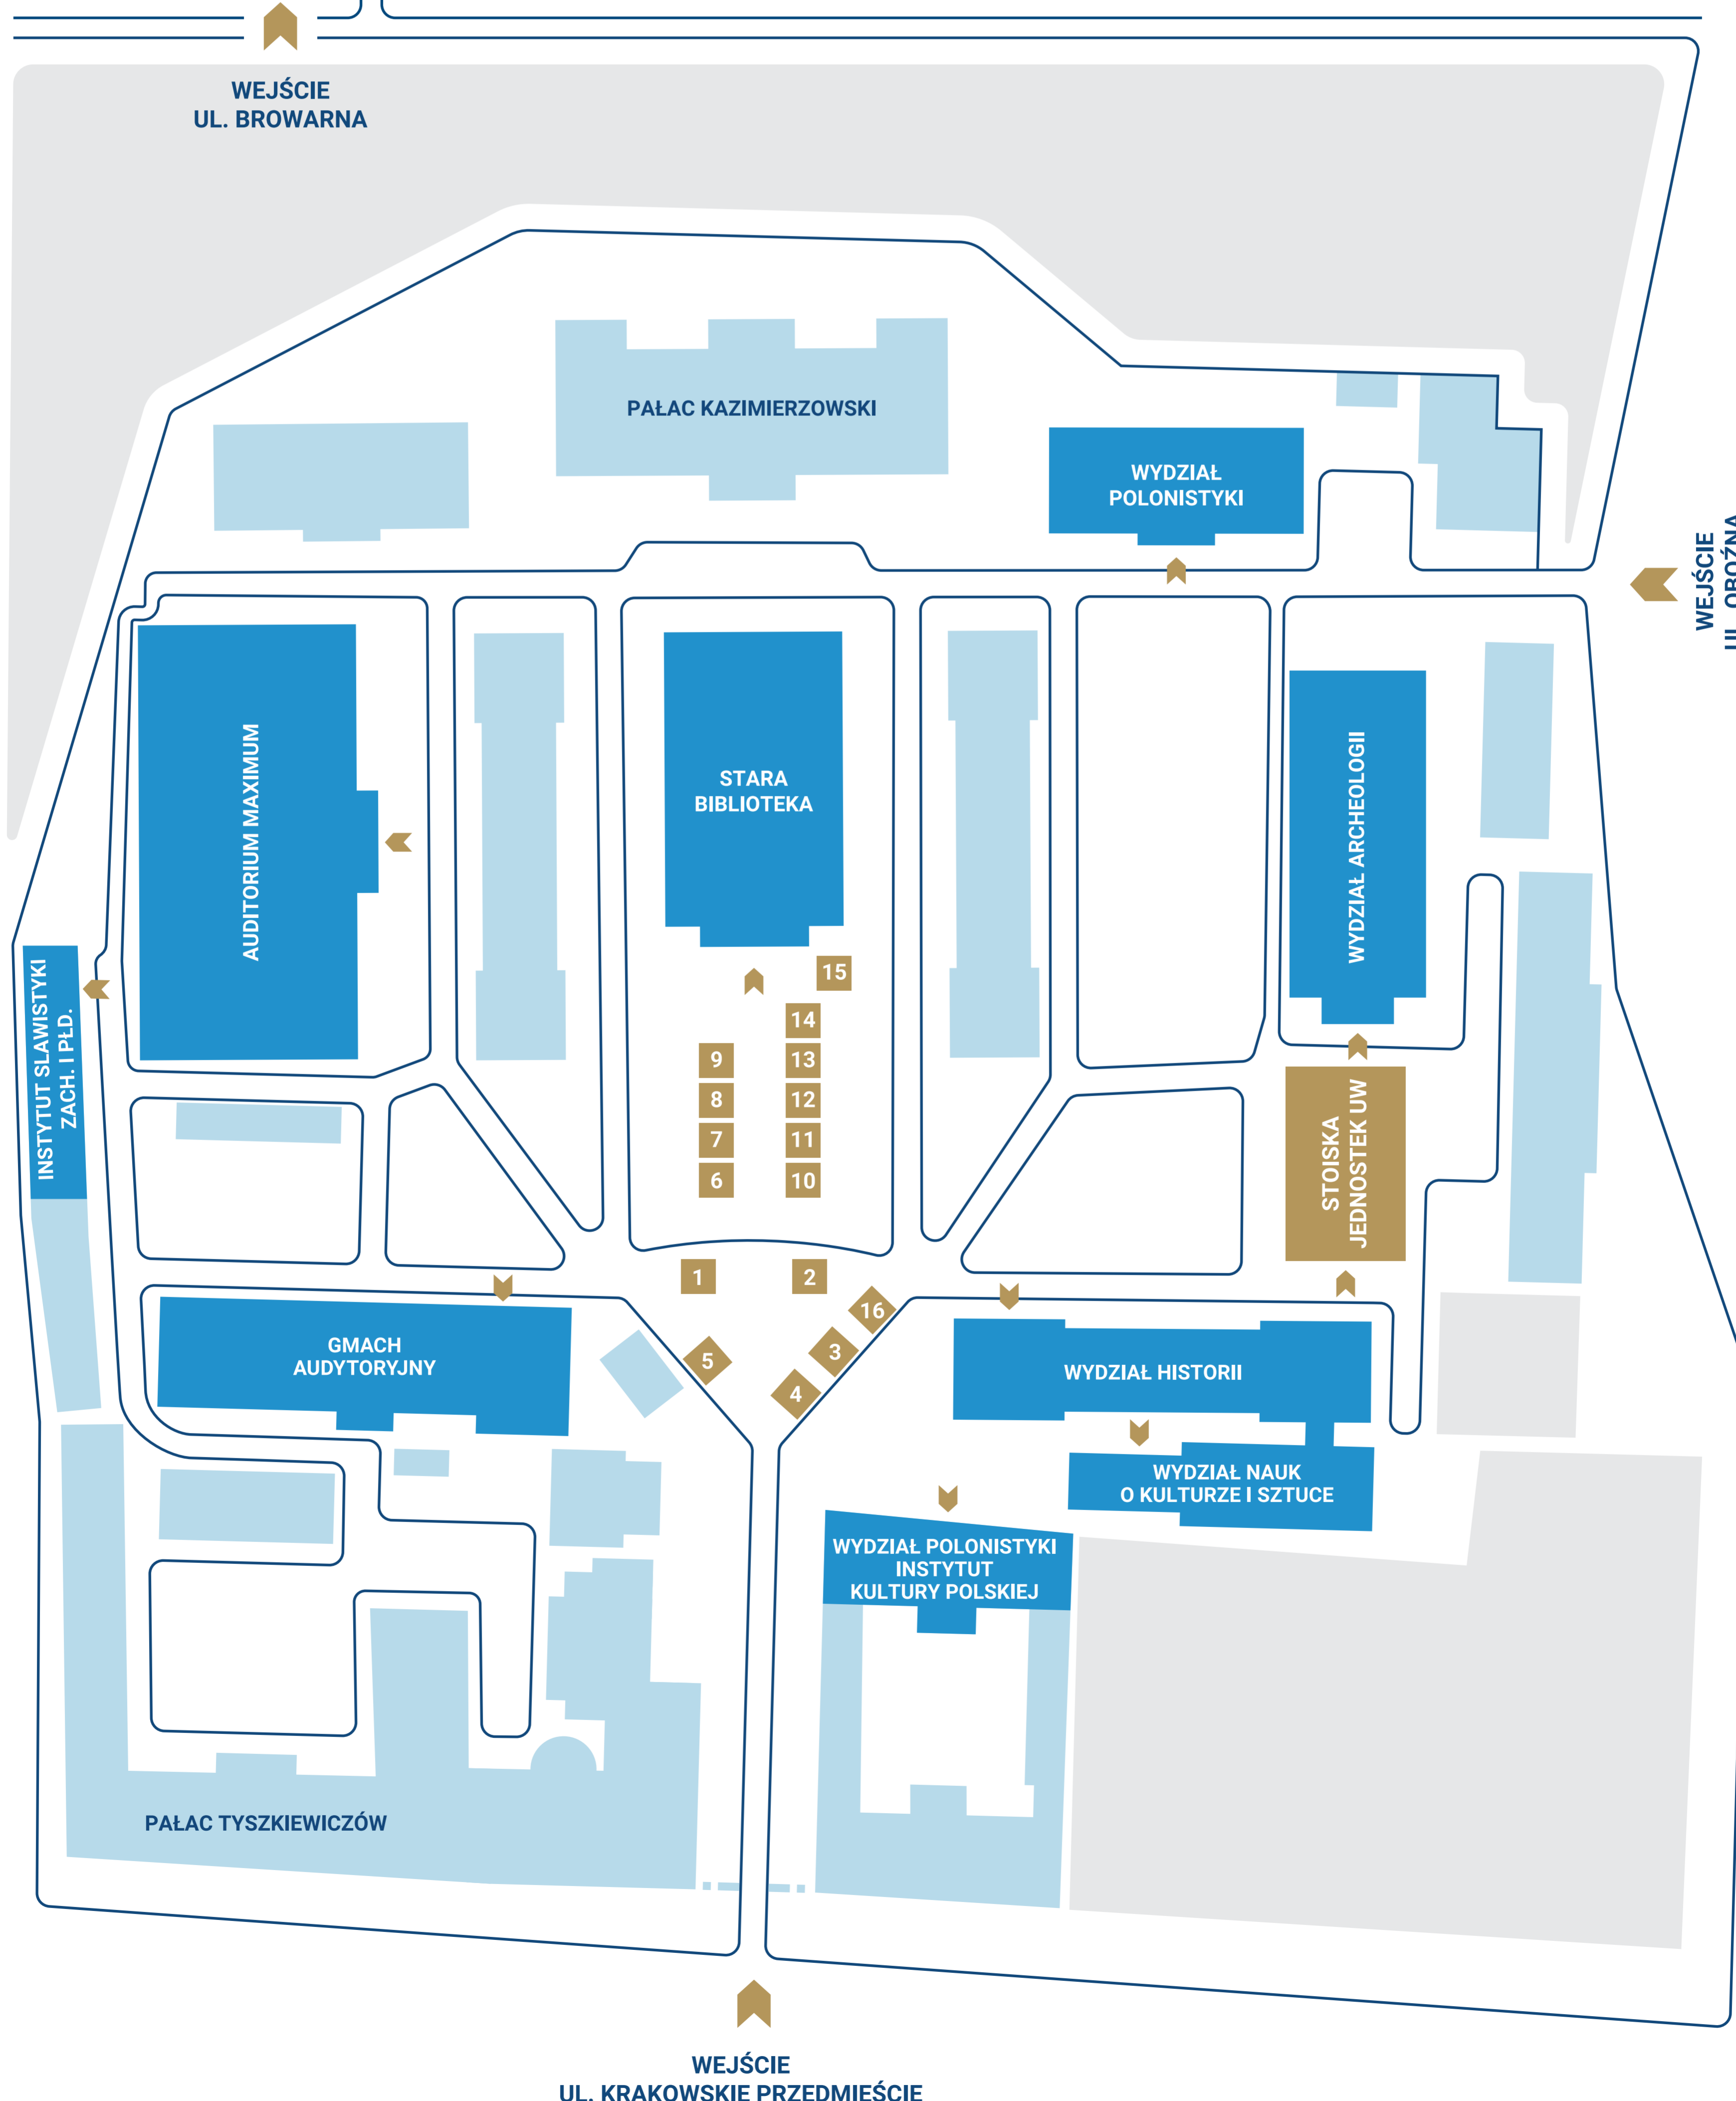 WEJŚCIE
UL. BROWARNA
PAŁAC KAZIMIERZOWSKI
WYDZIAŁ
POLONISTYKI
WEJŚCIE
UL. OBOŹNA
AUDITORIUM MAXIMUM
STARA
BIBLIOTEKA
WYDZIAŁ ARCHEOLOGII
INSTYTUT SLAWISTYKI
ZACH. I PŁD.
15
14
9
13
8
12
7
11
6
10
STOISKA
JEDNOSTEK UW
1
2
16
3
5
4
GMACH
AUDYTORYJNY
WYDZIAŁ HISTORII
WYDZIAŁ NAUK
O KULTURZE I SZTUCE
WYDZIAŁ POLONISTYKI
INSTYTUT
KULTURY POLSKIEJ
PAŁAC TYSZKIEWICZÓW
WEJŚCIE
UL. KRAKOWSKIE PRZEDMIEŚCIE